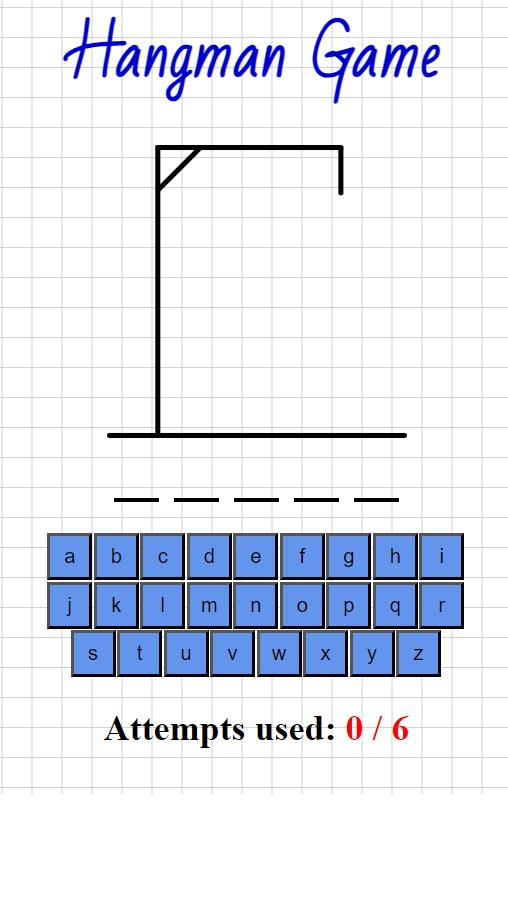 Hangman Game
a b c d e f g h i
j k l m n o p q r
s t u v w x y z
Attempts used: 0 / 6